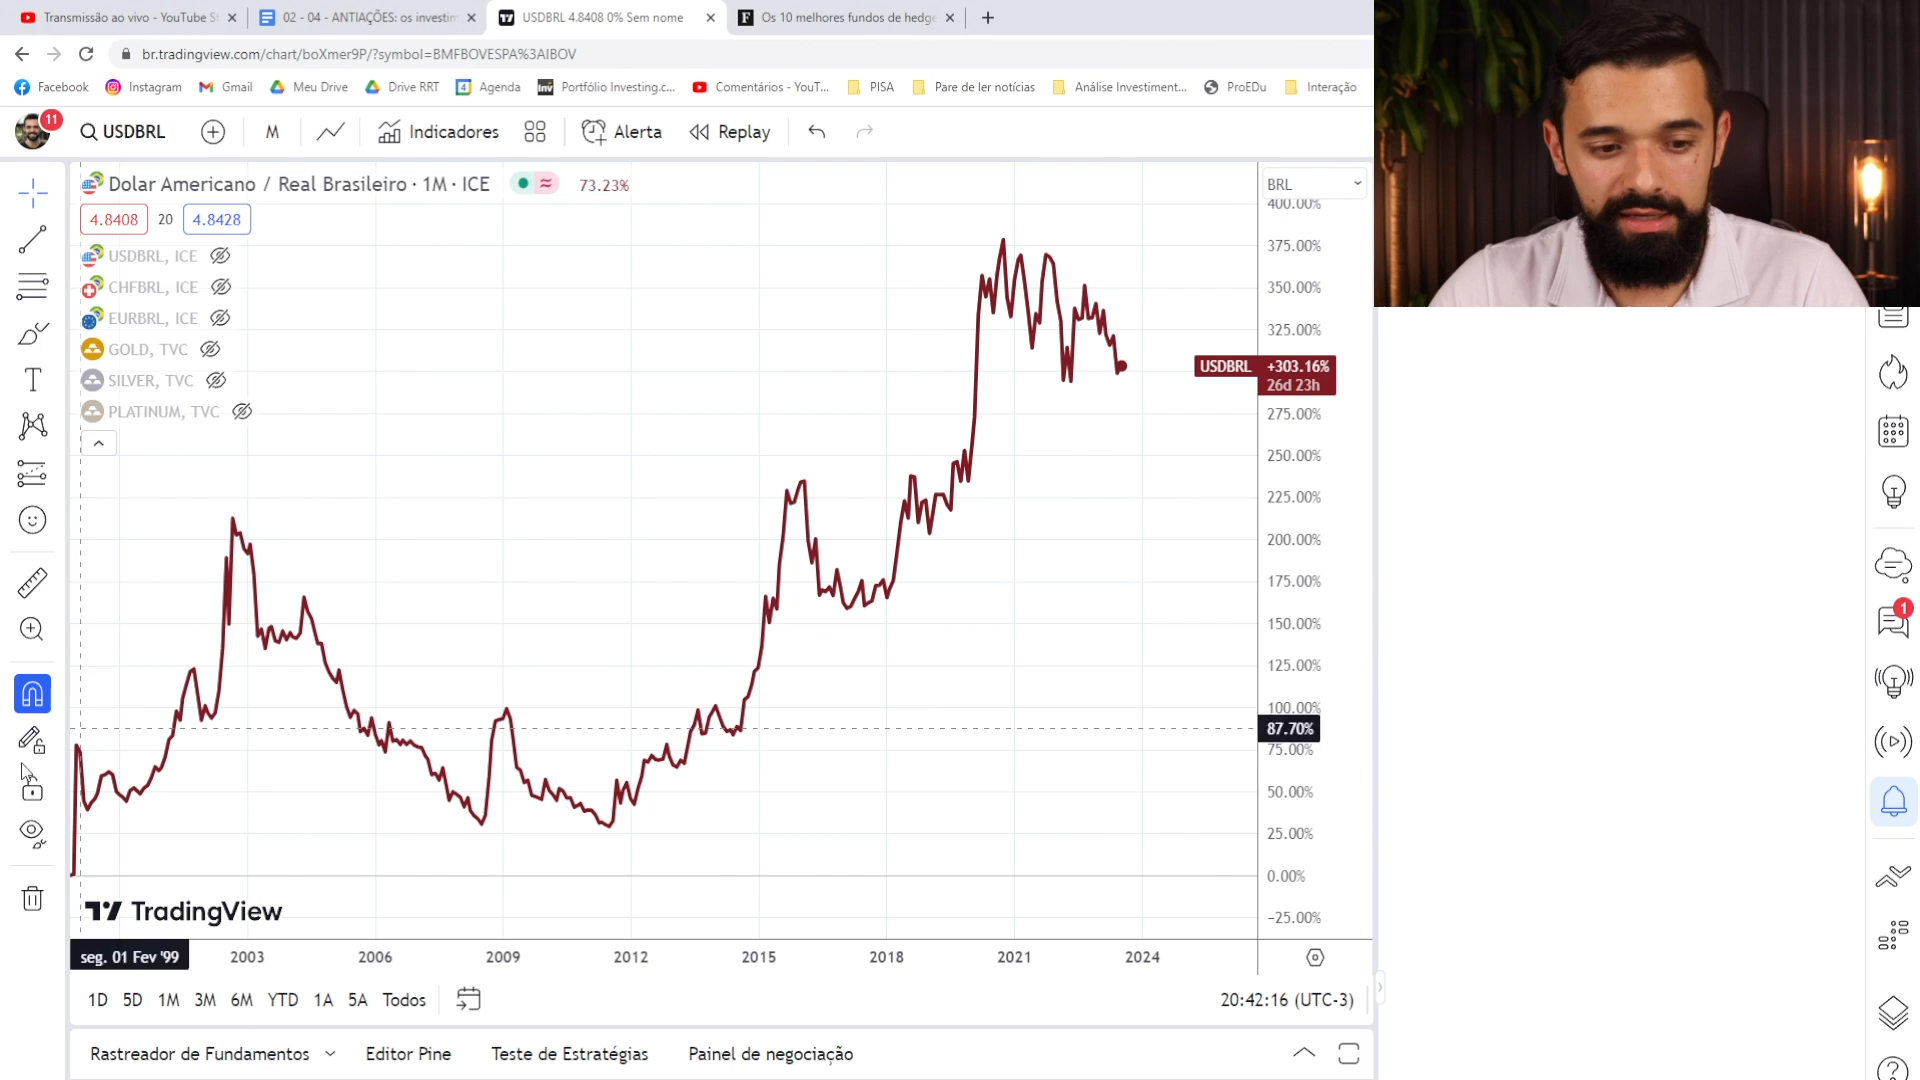 Transmissão ao vivo - YouTube S
02 - 04 - ANTIAÇÕES: os investim
USDBRL 4.8408 0% Sem nome
Os 10 melhores fundos de hedge
br.tradingview.com/chart/boXmer9P/?symbol=BMFBOVESPA%3AIBOV
Facebook
Instagram
Gmail
Meu Drive
Drive RRT
Agenda
Portfólio Investing.c...
Comentários - YouT...
PISA
Pare de ler notícias
Análise Investiment...
ProEdu
Interação
11
USDBRL
M
Indicadores
Alerta
Replay
Dolar Americano / Real Brasileiro · 1M · ICE
73.23%
BRL
4.8408
20
4.8428
USDBRL, ICE
CHFBRL, ICE
EURBRL, ICE
GOLD, TVC
SILVER, TVC
PLATINUM, TVC
400.00%
375.00%
350.00%
325.00%
USDBRL
+303.16%
26d 23h
275.00%
250.00%
225.00%
200.00%
175.00%
150.00%
125.00%
100.00%
87.70%
75.00%
50.00%
25.00%
0.00%
−25.00%
TradingView
seg. 01 Fev '99
2003
2006
2009
2012
2015
2018
2021
2024
1D
5D
1M
3M
6M
YTD
1A
5A
Todos
20:42:16 (UTC-3)
Rastreador de Fundamentos
Editor Pine
Teste de Estratégias
Painel de negociação
1